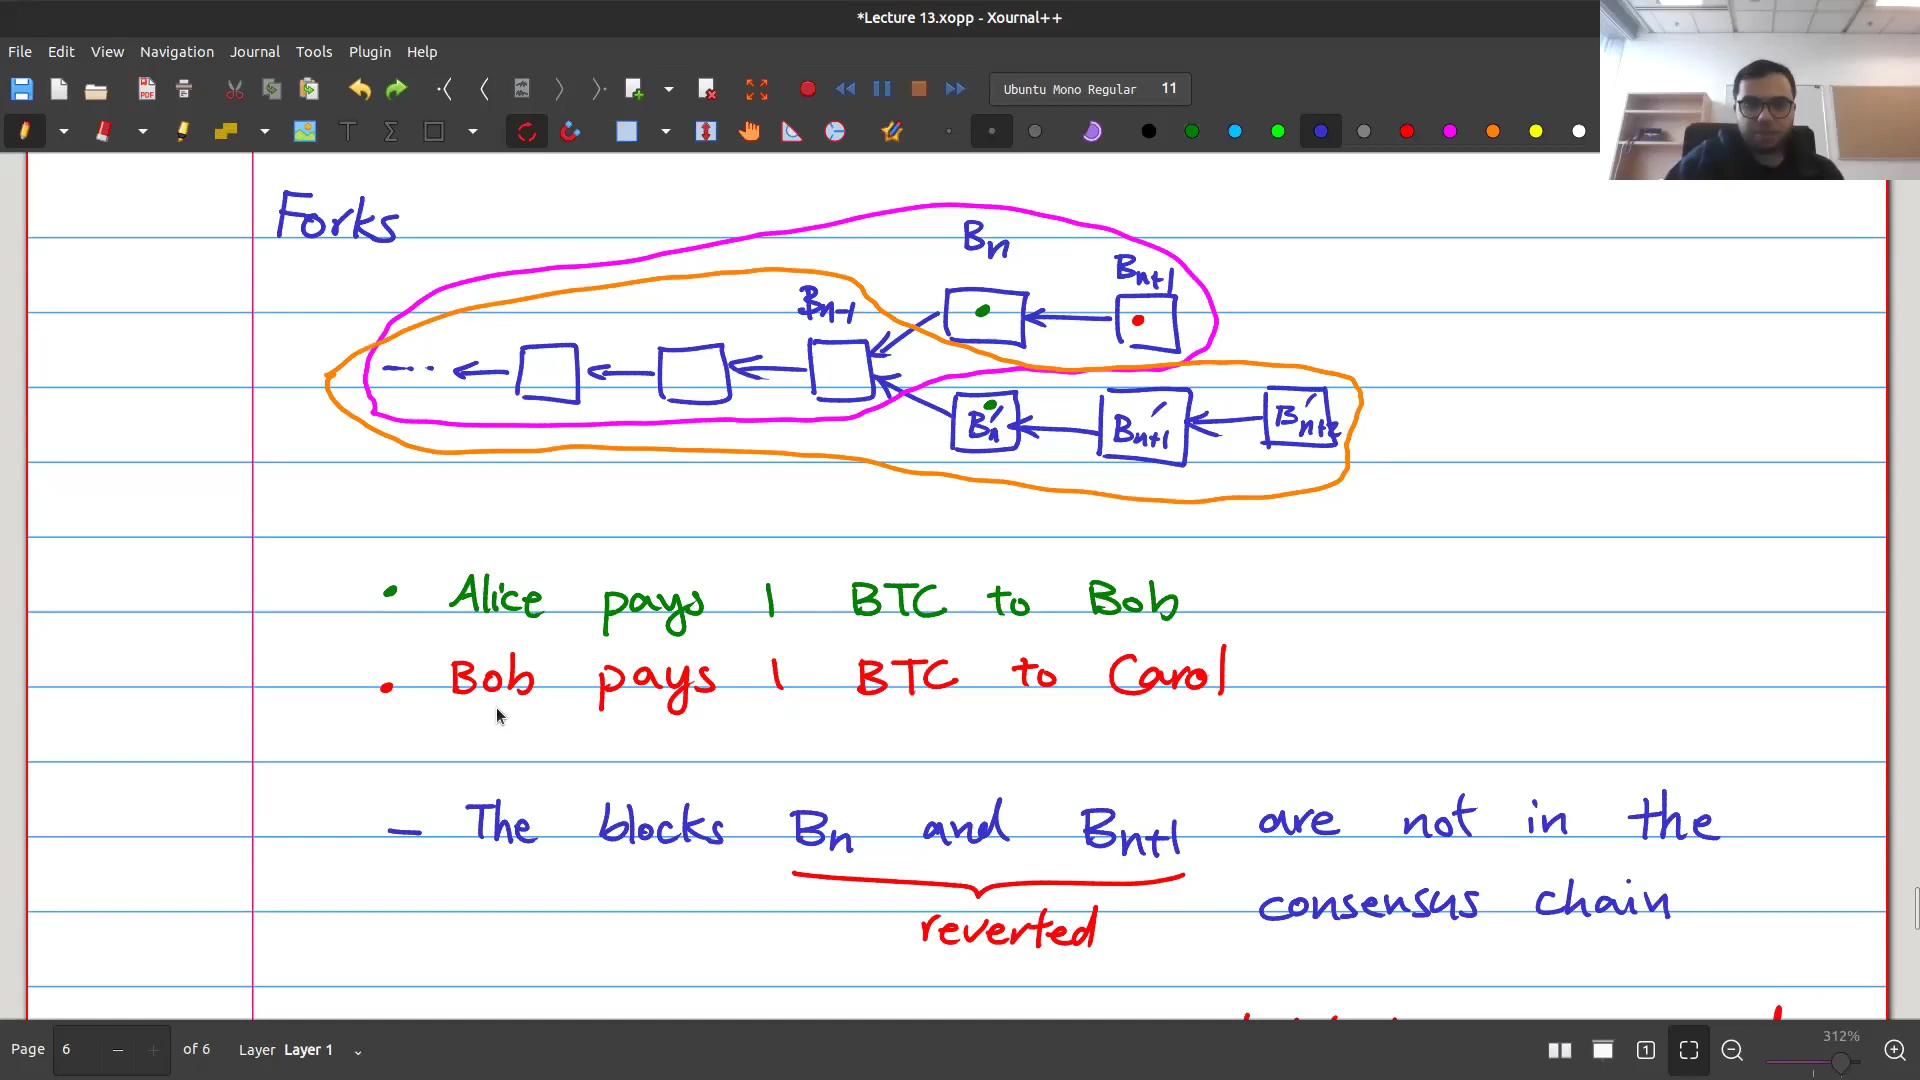 *Lecture 13.xopp - Xournal++
File Edit View Navigation Journal Tools Plugin Help
Ubuntu Mono Regular 11
Forks
Bn
Bn+1
Bn-1
B'n
B'n+1
B'n+2
• Alice pays 1 BTC to Bob
• Bob pays 1 BTC to Carol
– The blocks Bn and Bn+1 are not in the
reverted
consensus chain
Page 6 of 6 Layer Layer 1
312%